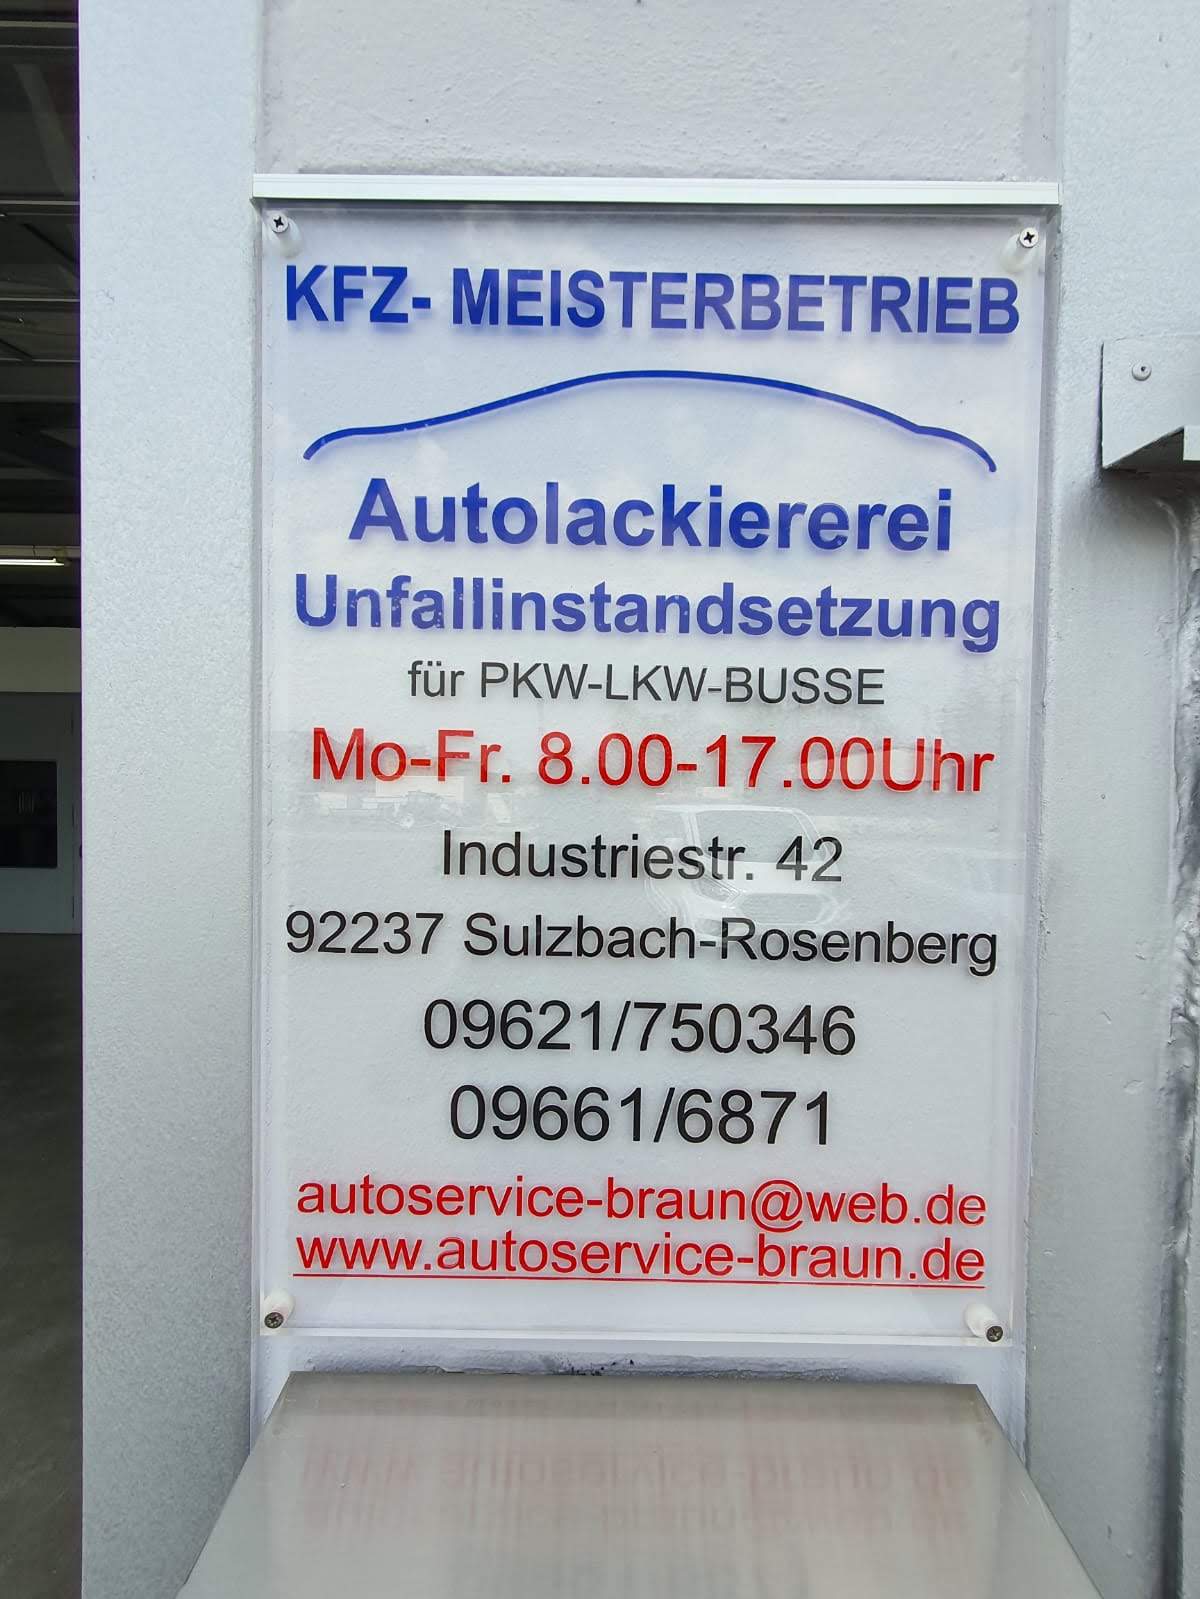 KFZ- MEISTERBETRIEB
Autolackiererei
Unfallinstandsetzung
für PKW-LKW-BUSSE
Mo-Fr. 8.00-17.00Uhr
Industriestr. 42
92237 Sulzbach-Rosenberg
09621/750346
09661/6871
autoservice-braun@web.de
www.autoservice-braun.de